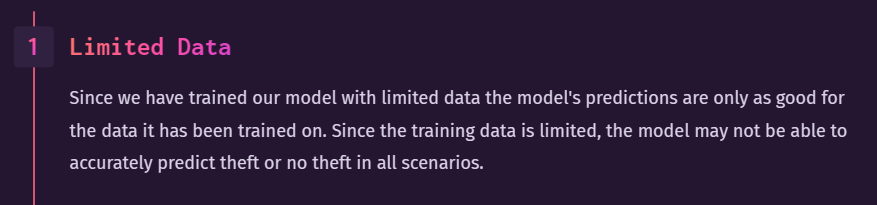 1
Limited Data
Since we have trained our model with limited data the model's predictions are only as good for
the data it has been trained on. Since the training data is limited, the model may not be able to
accurately predict theft or no theft in all scenarios.